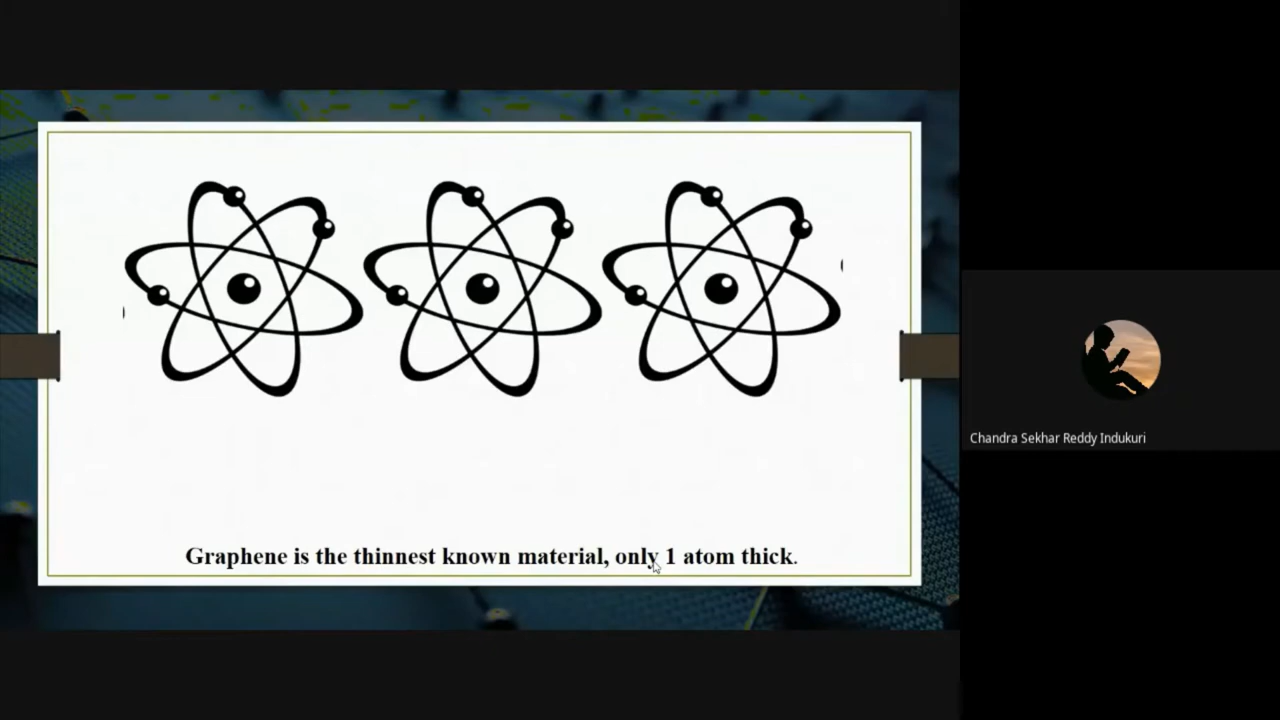 Graphene is the thinnest known material, only 1 atom thick.
Chandra Sekhar Reddy Indukuri